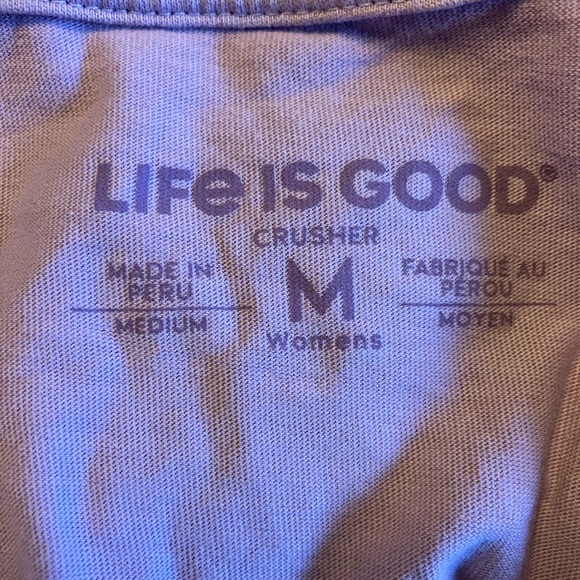 LIFe IS GOOD®
CRUSHER
MADE IN
PERU
MEDIUM
M
Womens
FABRIQUÉ AU
PÉROU
MOYEN